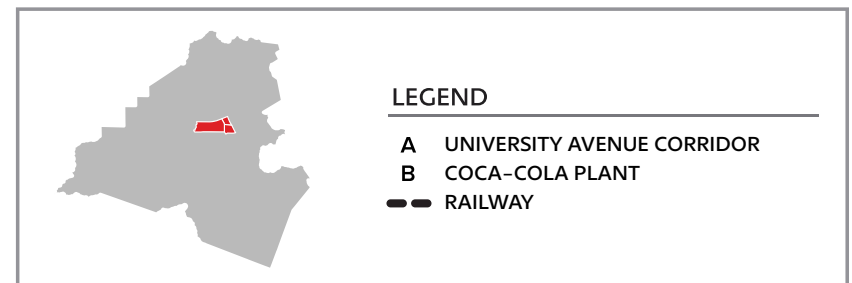 LEGEND
A UNIVERSITY AVENUE CORRIDOR
B COCA-COLA PLANT
RAILWAY